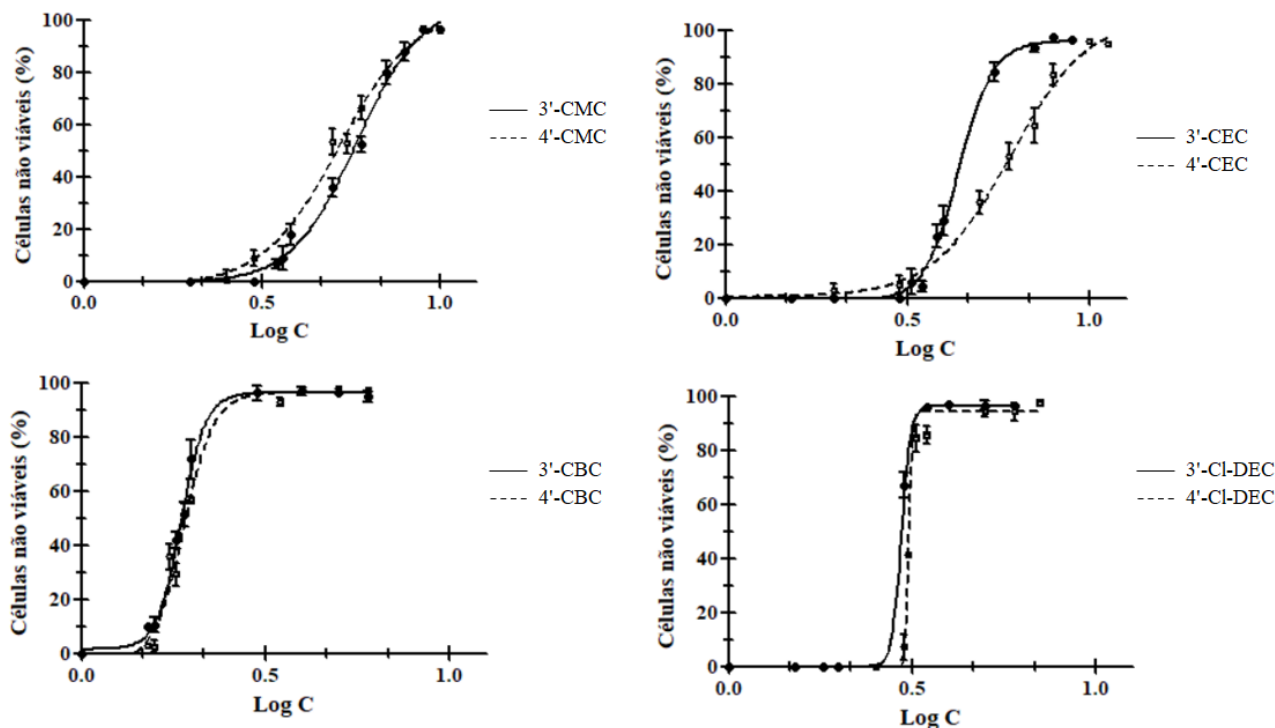 Células não viáveis (%)
100
80
60
40
20
0
0.0
0.5
1.0
Log C
3'-CMC
4'-CMC
Células não viáveis (%)
100
80
60
40
20
0
0.0
0.5
1.0
Log C
3'-CEC
4'-CEC
Células não viáveis (%)
100
80
60
40
20
0
0.0
0.5
1.0
Log C
3'-CBC
4'-CBC
Células não viáveis (%)
100
80
60
40
20
0
0.0
0.5
1.0
Log C
3'-Cl-DEC
4'-Cl-DEC